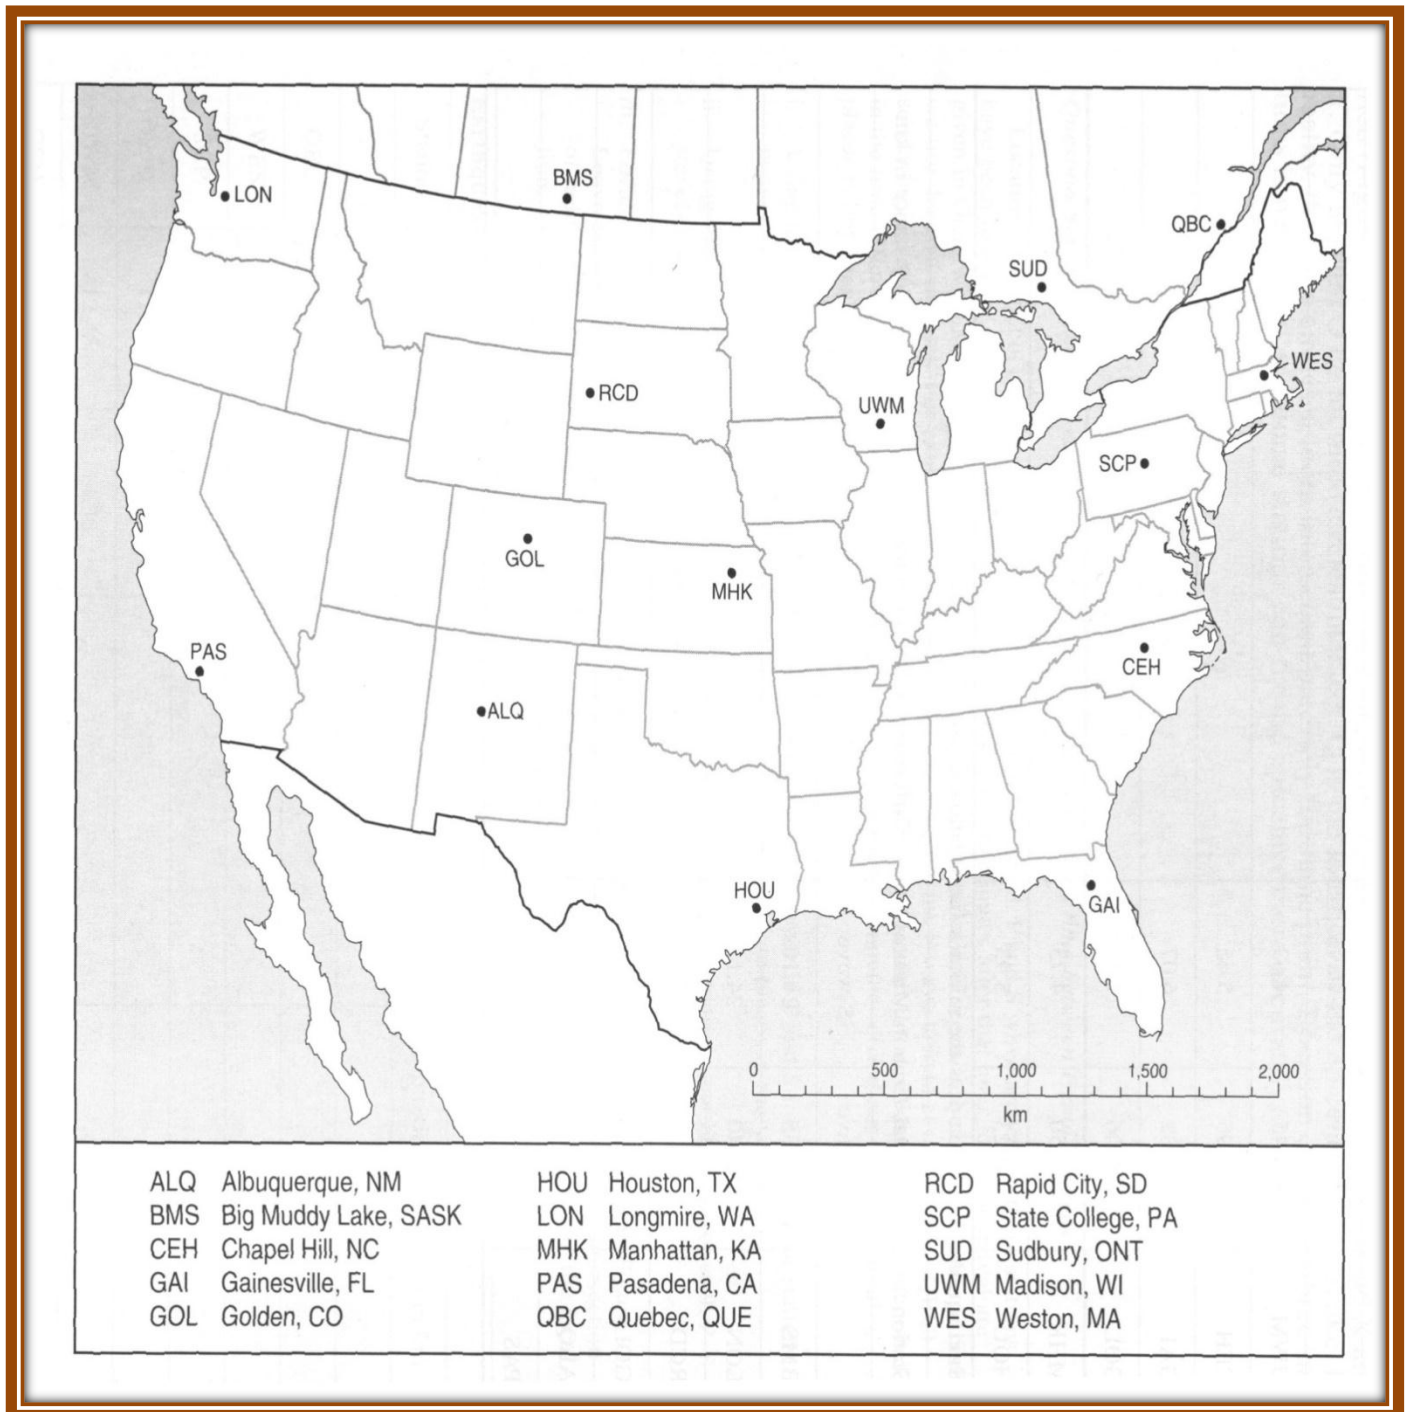 LON
BMS
QBC
SUD
WES
RCD
UWM
SCP
GOL
MHK
PAS
CEH
ALQ
HOU
GAI
0 500 1,000 1,500 2,000
km
ALQ Albuquerque, NM
BMS Big Muddy Lake, SASK
CEH Chapel Hill, NC
GAI Gainesville, FL
GOL Golden, CO
HOU Houston, TX
LON Longmire, WA
MHK Manhattan, KA
PAS Pasadena, CA
QBC Quebec, QUE
RCD Rapid City, SD
SCP State College, PA
SUD Sudbury, ONT
UWM Madison, WI
WES Weston, MA